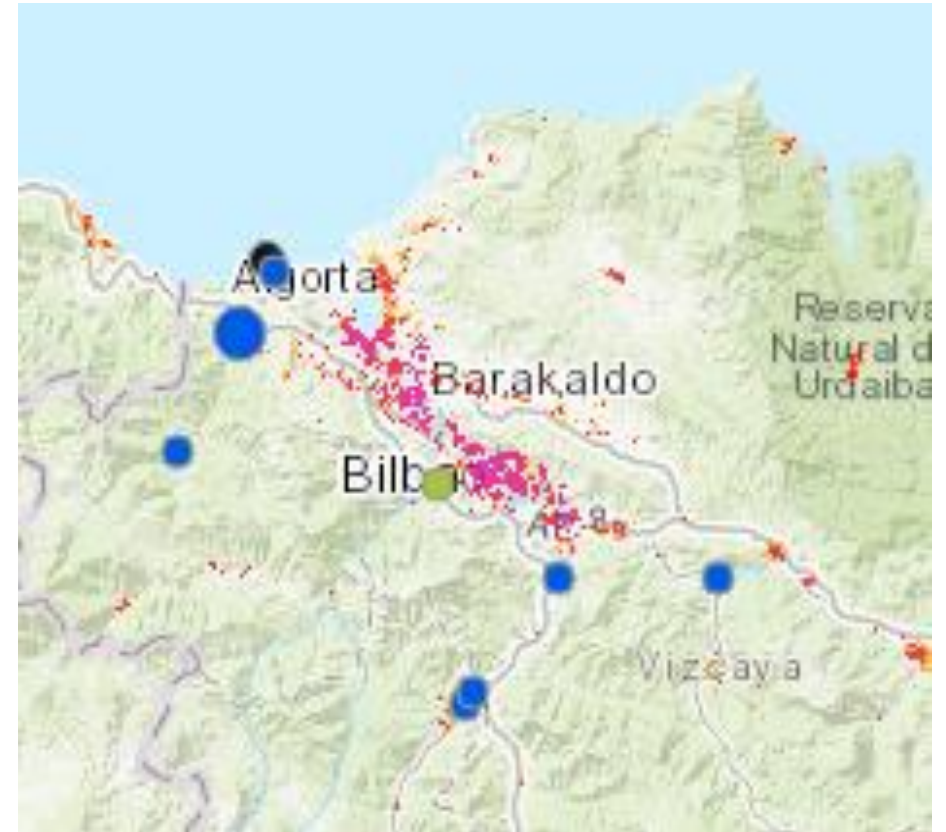 Algorta
Reserva
Natural d
Urdaiba
Barakaldo
Bilbao
AP-8
Vizcaya